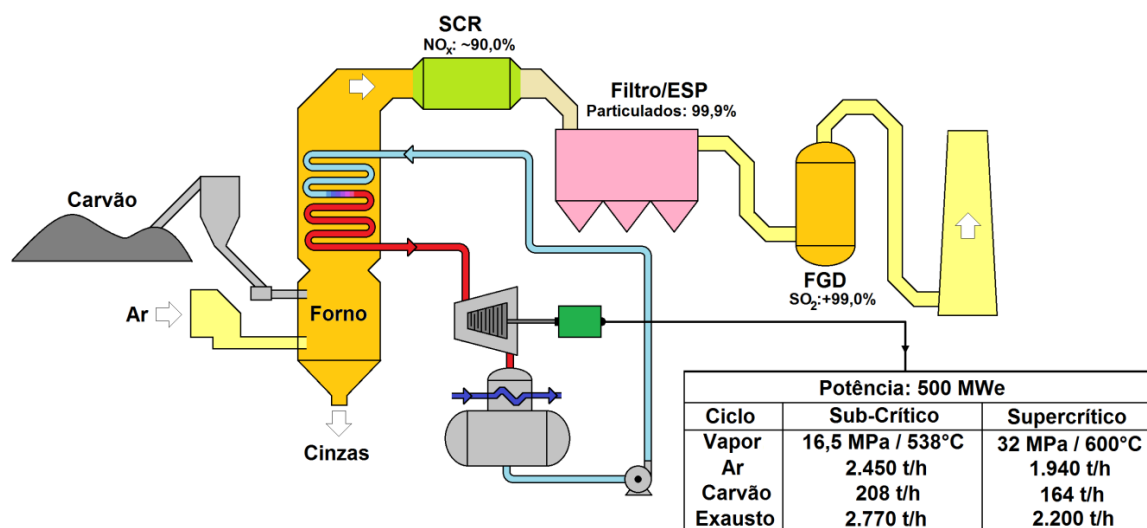 SCR
NOx: ~90,0%
Filtro/ESP
Particulados: 99,9%
Carvão
Ar
Forno
Cinzas
FGD
SO2:+99,0%
Potência: 500 MWe
Ciclo Sub-Crítico Supercrítico
Vapor 16,5 MPa / 538°C 32 MPa / 600°C
Ar 2.450 t/h 1.940 t/h
Carvão 208 t/h 164 t/h
Exausto 2.770 t/h 2.200 t/h